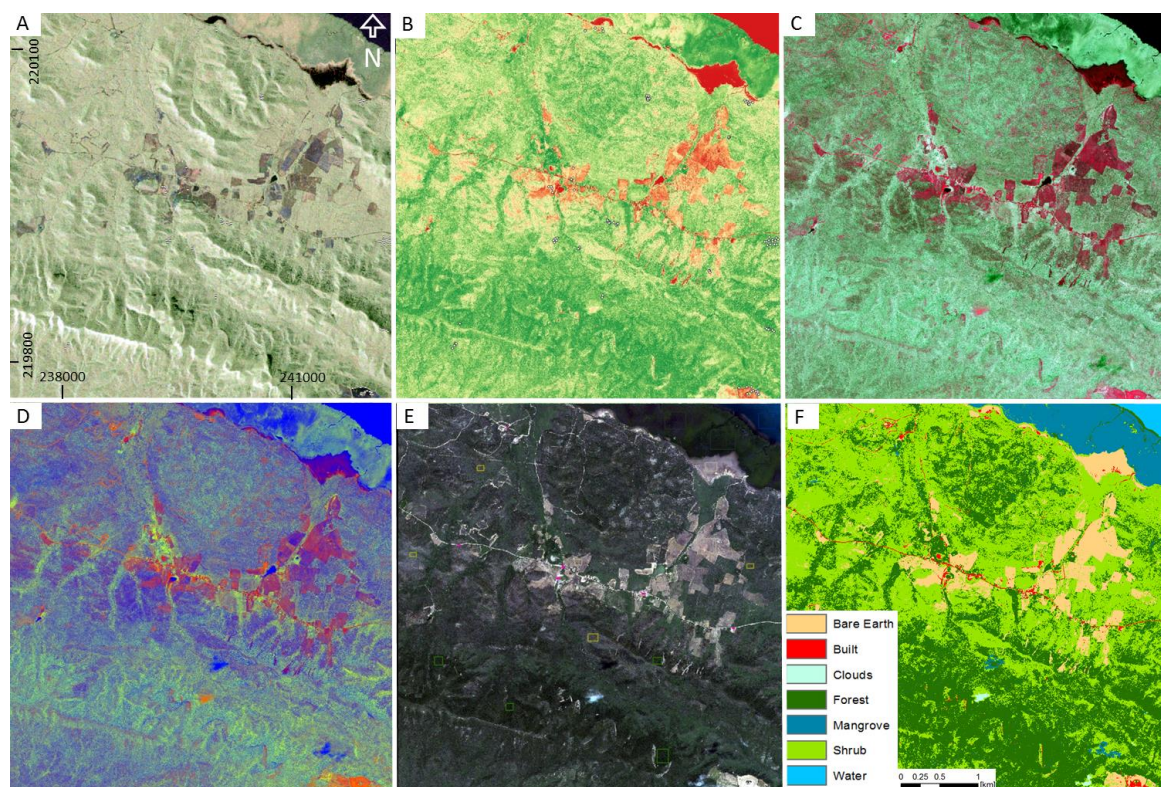 A
B
C
N
220100
219800
238000
241000
D
E
F
Bare Earth
Built
Clouds
Forest
Mangrove
Shrub
Water
0 0.25 0.5 1
[km]